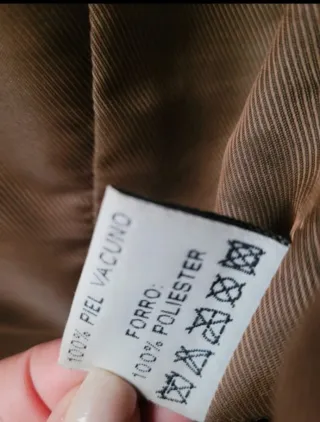 100% PIEL VACUNO
FORRO:
100% POLIESTER